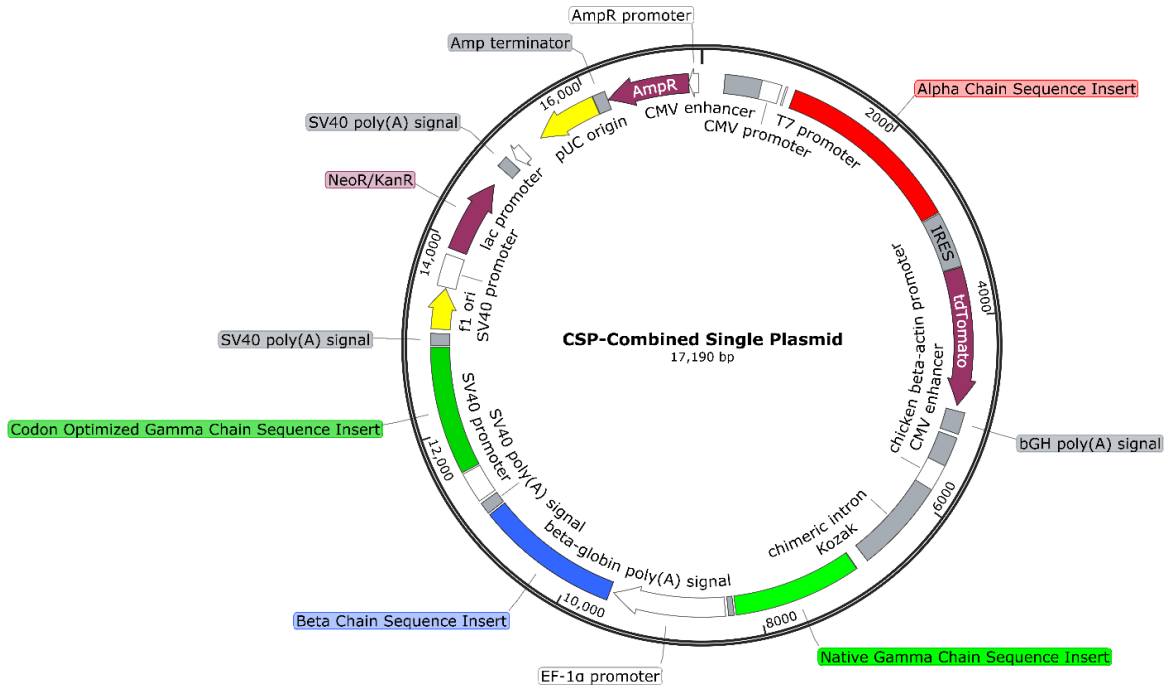 AmpR promoter
Amp terminator
AmpR
CMV enhancer
CMV promoter
T7 promoter
Alpha Chain Sequence Insert
2000
IRES
tdTomato
4000
bGH poly(A) signal
CMV enhancer
chicken beta-actin promoter
6000
chimeric intron
Kozak
Native Gamma Chain Sequence Insert
8000
beta-globin poly(A) signal
EF-1α promoter
10,000
Beta Chain Sequence Insert
SV40 poly(A) signal
SV40 promoter
12,000
Codon Optimized Gamma Chain Sequence Insert
SV40 poly(A) signal
f1 ori
SV40 promoter
14,000
NeoR/KanR
SV40 poly(A) signal
lac promoter
pUC origin
16,000
CSP-Combined Single Plasmid
17,190 bp